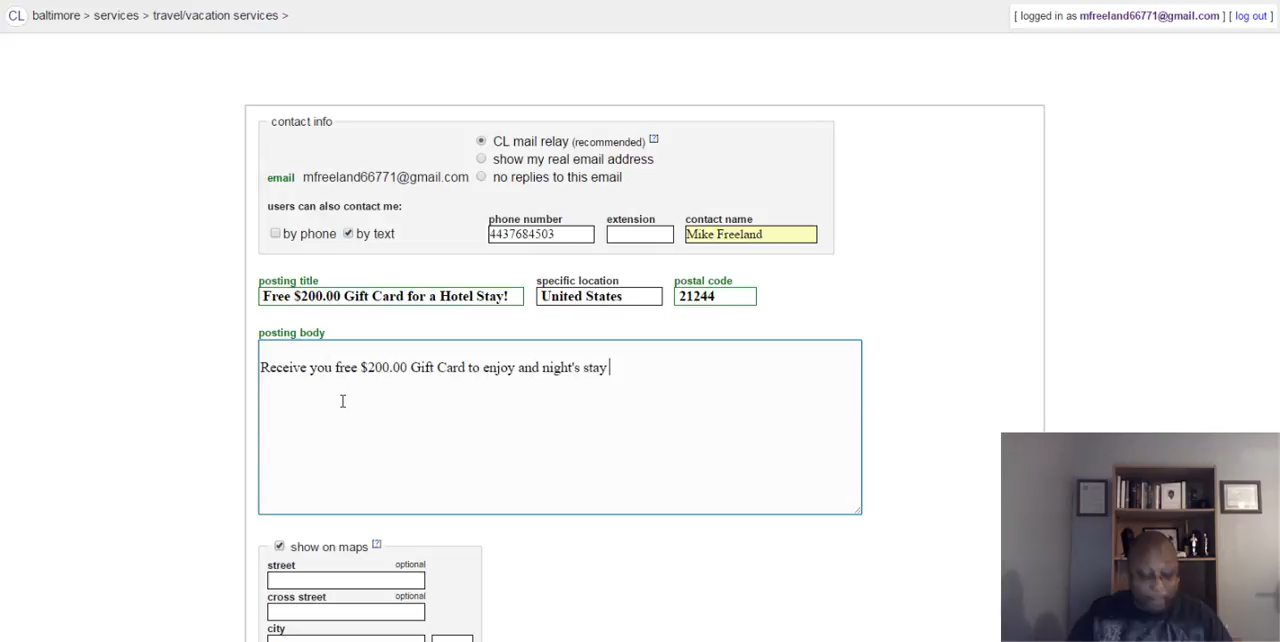 CL baltimore > services > travel/vacation services >
[ logged in as mfreeland66771@gmail.com ] [ log out ]
contact info
CL mail relay (recommended) [?]
show my real email address
email mfreeland66771@gmail.com
no replies to this email
users can also contact me:
phone number extension contact name
by phone by text 4437684503 Mike Freeland
posting title specific location postal code
Free $200.00 Gift Card for a Hotel Stay! United States 21244
posting body
Receive you free $200.00 Gift Card to enjoy and night's stay
show on maps [?]
street optional
cross street optional
city